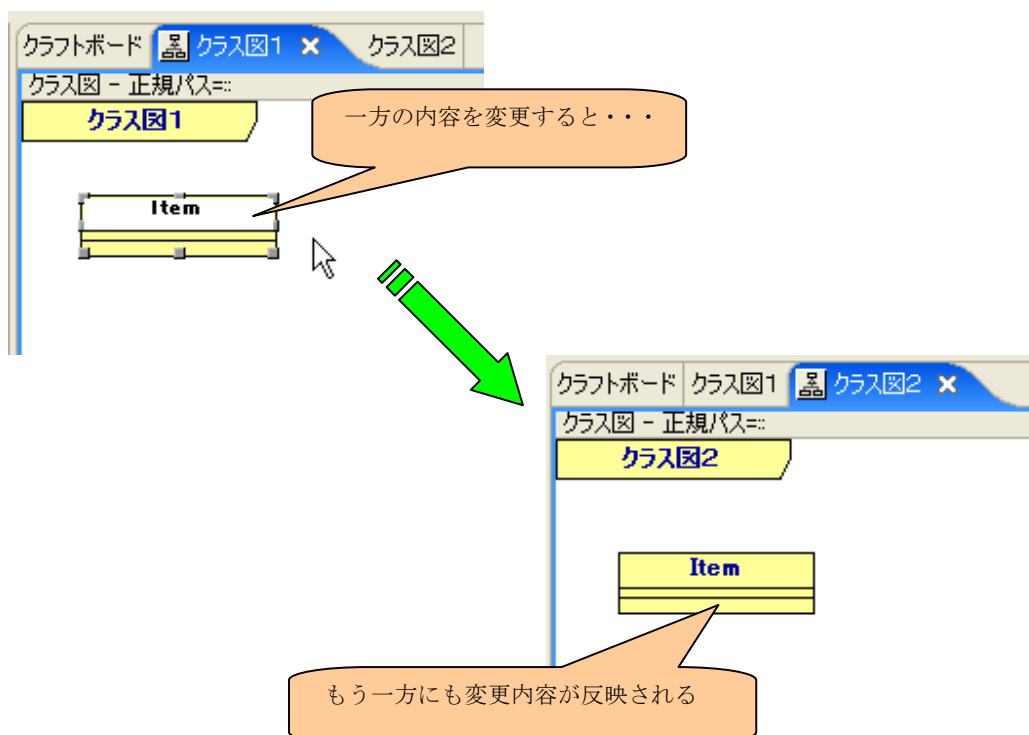 クラフトボード クラス図1 クラス図2
クラス図 - 正規パス=::
クラス図1
一方の内容を変更すると・・・
Item
クラフトボード クラス図1 クラス図2
クラス図 - 正規パス=::
クラス図2
Item
もう一方にも変更内容が反映される